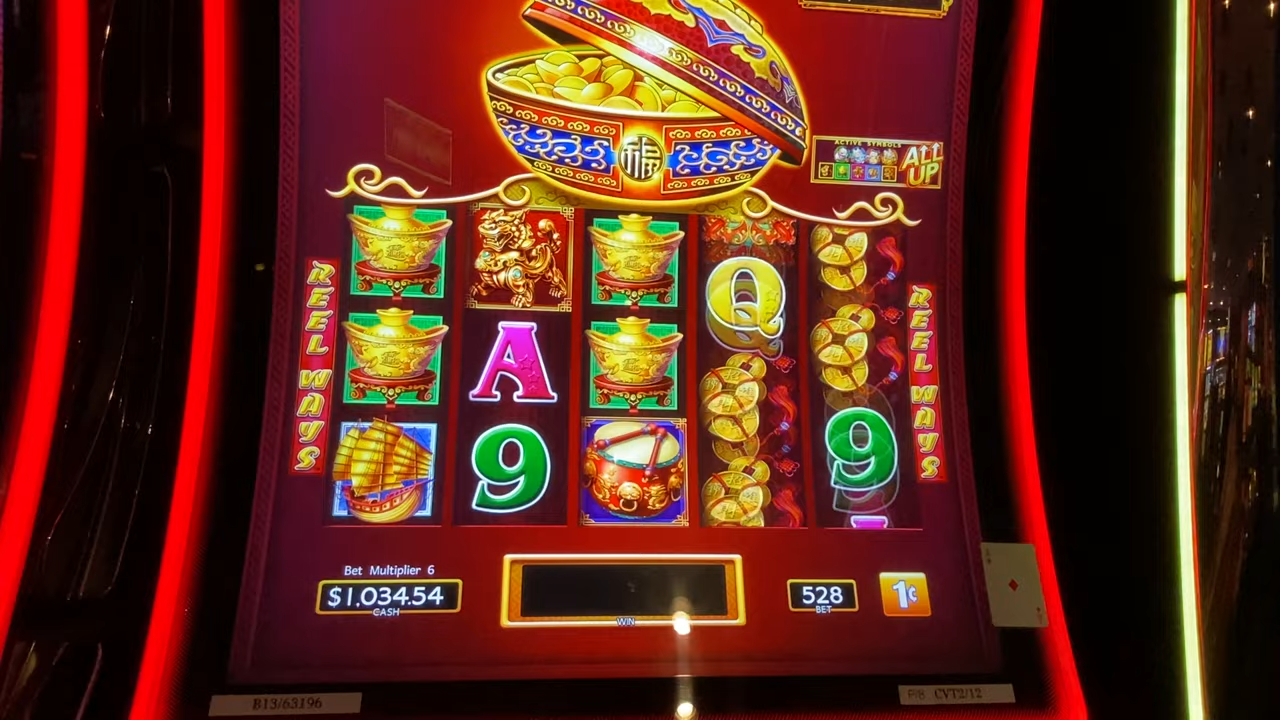 福
ACTIVE SYMBOLS
ALL
UP
REEL WAYS
Q
A
9
9
REEL WAYS
Bet Multiplier 6
$1,034.54
CASH
WIN
528
BET
1¢
B13/63196
P/B CVT2/12